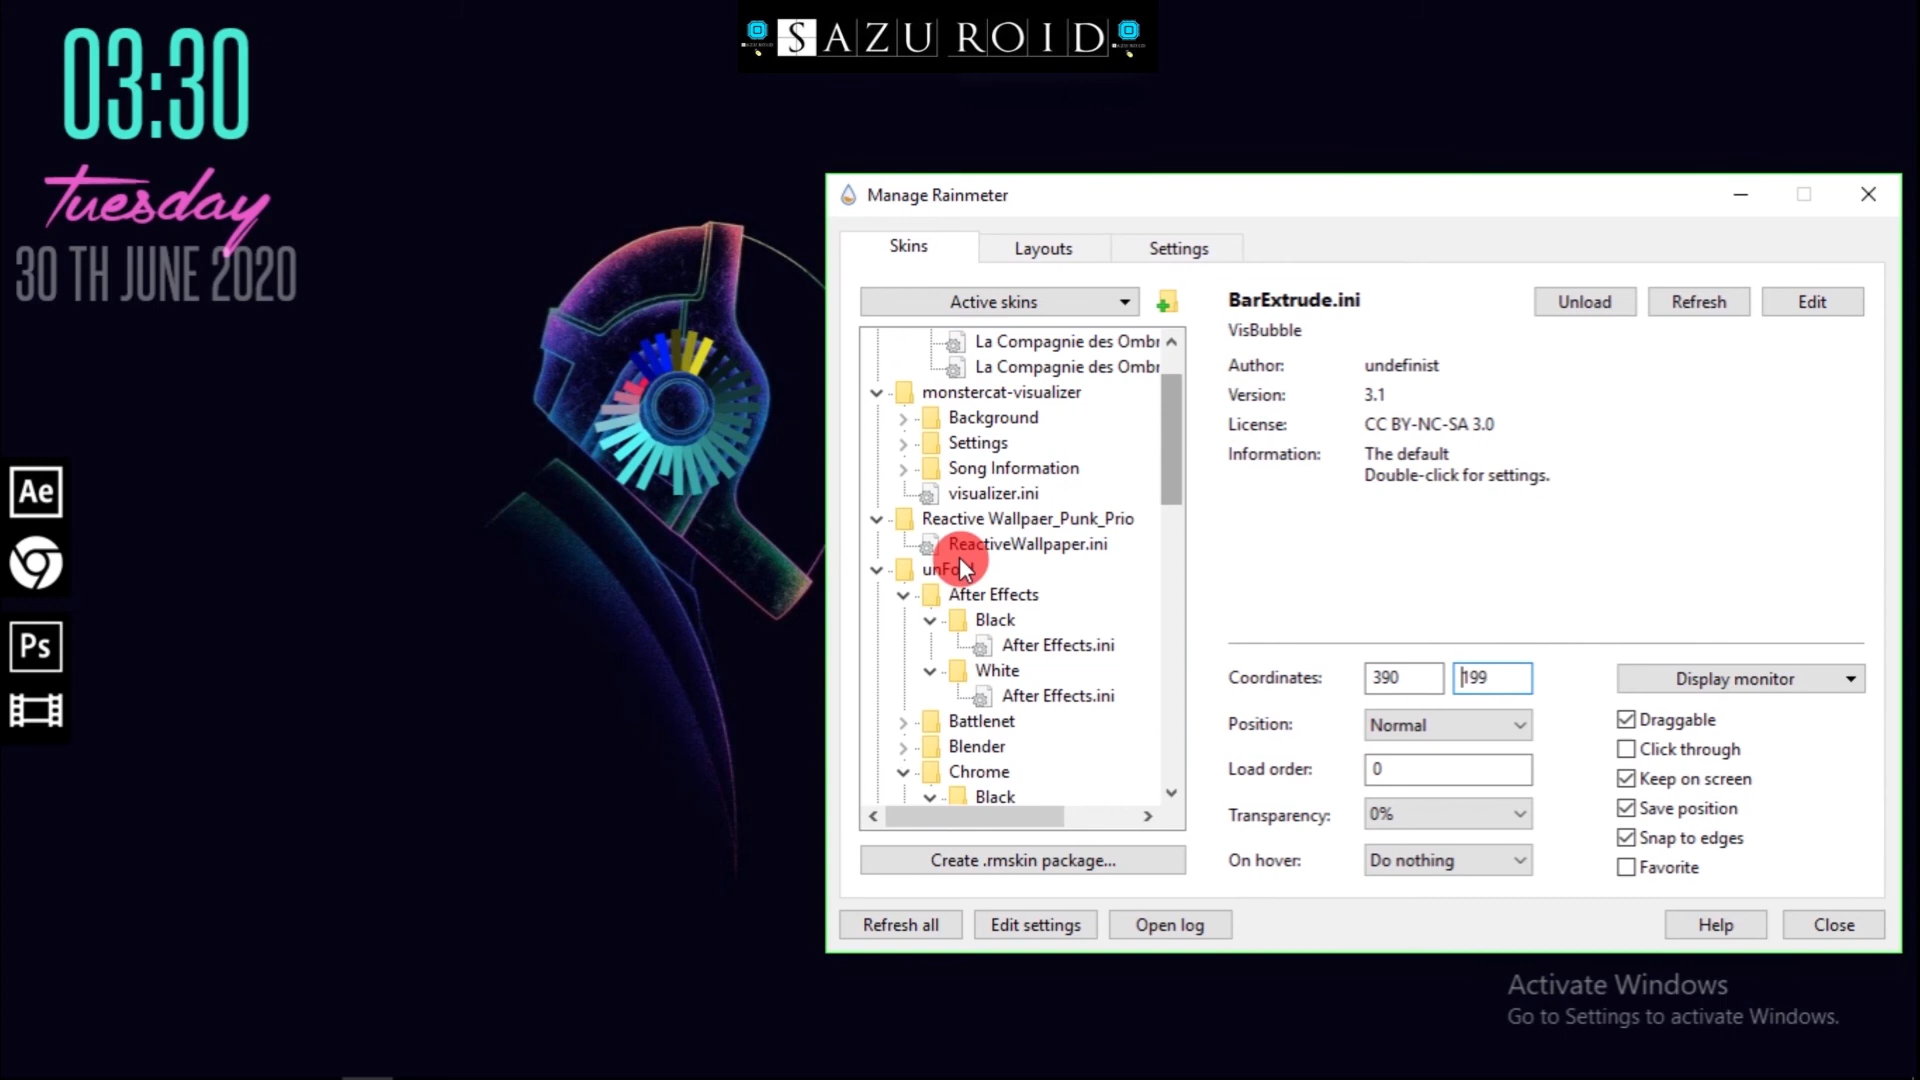 SAZU ROID
03:30
Tuesday
30 TH JUNE 2020
Ae
Ps
Manage Rainmeter
Skins
Layouts
Settings
Active skins
La Compagnie des Ombr
La Compagnie des Ombr
monstercat-visualizer
Background
Settings
Song Information
visualizer.ini
Reactive Wallpaer_Punk_Prio
ReactiveWallpaper.ini
After Effects
Black
After Effects.ini
White
After Effects.ini
Battlenet
Blender
Chrome
Black
Create .rmskin package...
BarExtrude.ini
Unload
Refresh
Edit
VisBubble
Author: undefinist
Version: 3.1
License: CC BY-NC-SA 3.0
Information: The default
Double-click for settings.
Coordinates: 390 199
Display monitor
Position: Normal
Load order: 0
Transparency: 0%
On hover: Do nothing
Draggable
Click through
Keep on screen
Save position
Snap to edges
Favorite
Refresh all
Edit settings
Open log
Help
Close
Activate Windows
Go to Settings to activate Windows.